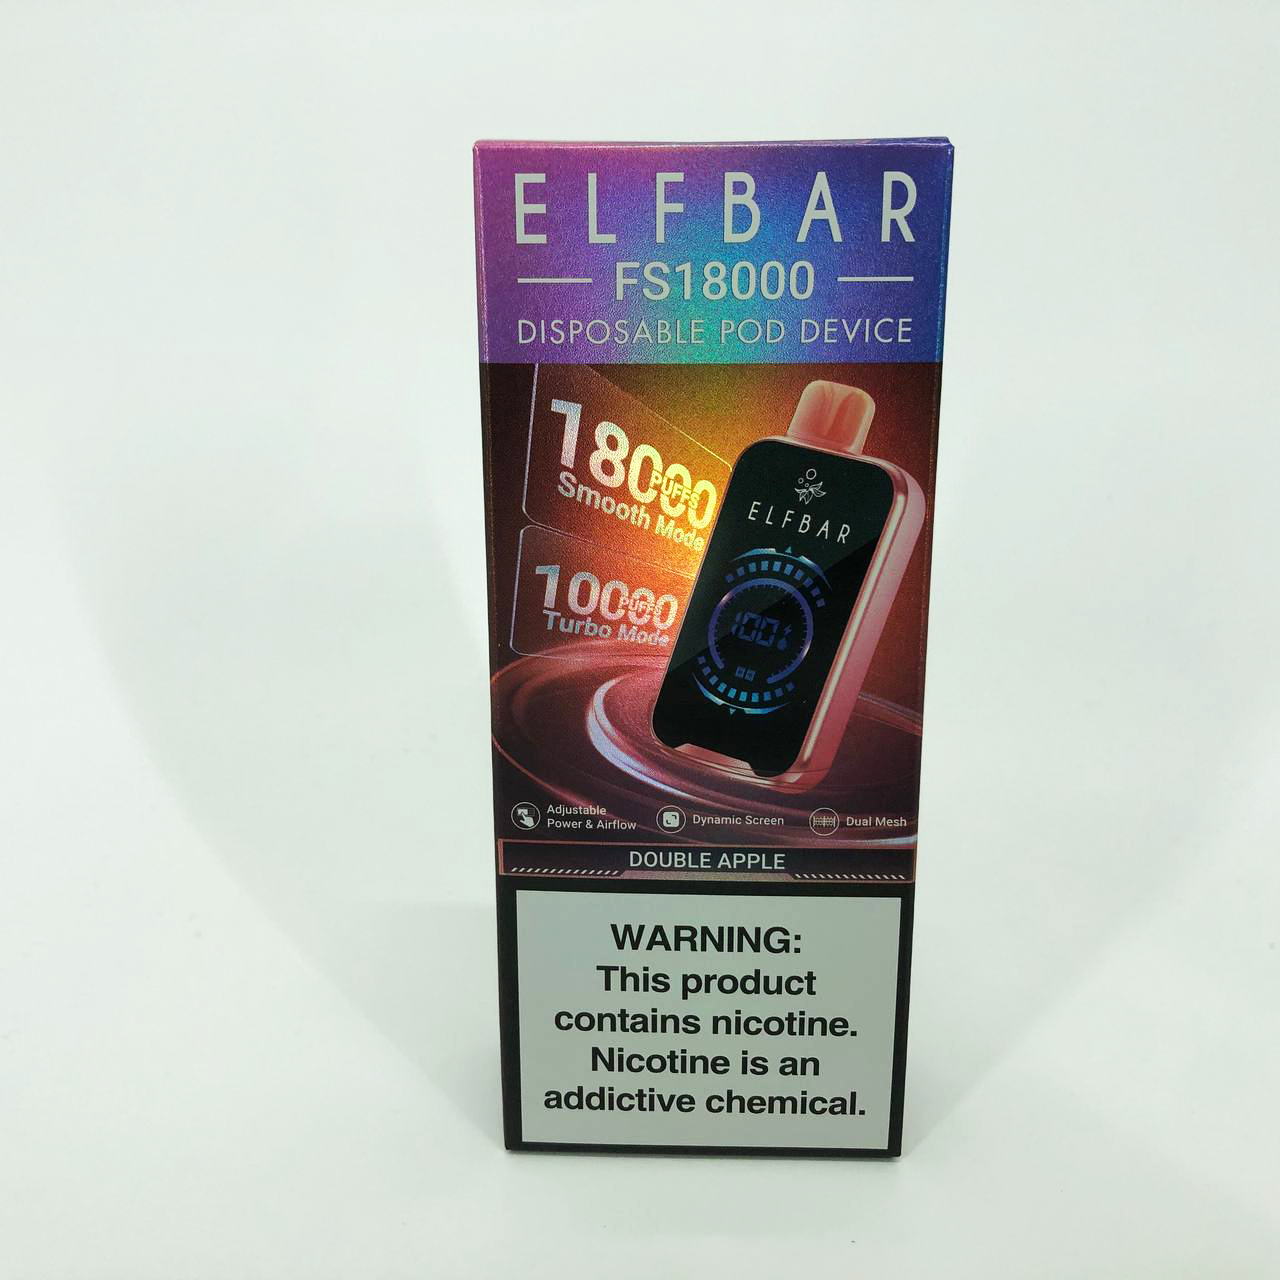 ELFBAR
FS18000
DISPOSABLE POD DEVICE
18000
PUFFS
Smooth Mode
10000
PUFFS
Turbo Mode
ELFBAR
100
Adjustable
Power & Airflow
Dynamic Screen
Dual Mesh
DOUBLE APPLE
WARNING:
This product
contains nicotine.
Nicotine is an
addictive chemical.